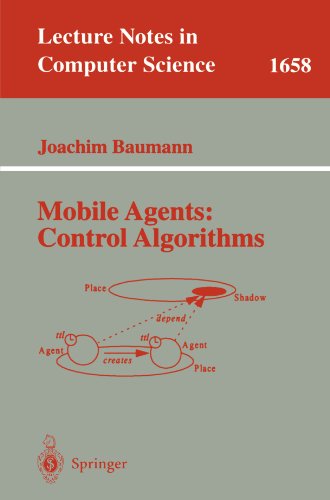 Lecture Notes in
Computer Science 1658
Joachim Baumann
Mobile Agents:
Control Algorithms
Place
Shadow
depend
ttl
ttl
Agent
Agent
creates
Place
Springer